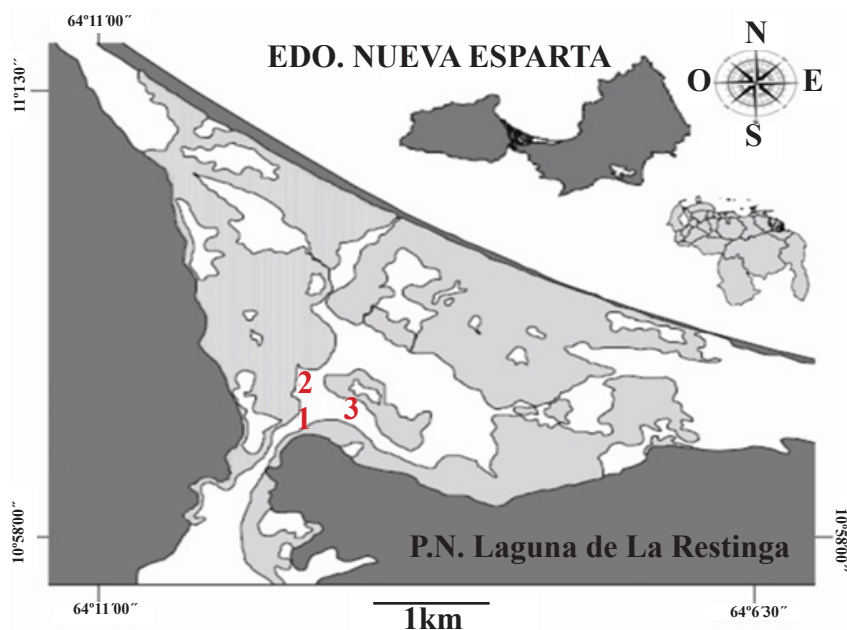 64º11'00"
EDO. NUEVA ESPARTA
N
O
E
S
11º1'30"
2
1
3
10º58'00"
P.N. Laguna de La Restinga
10º58'00"
64º11'00"
1km
64º6'30"